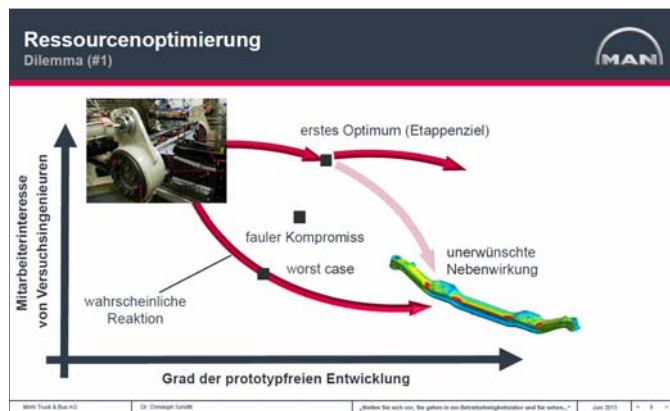 Ressourcenoptimierung
Dilemma (#1)
MAN
Mitarbeiterinteresse
von Versuchsingenieuren
erstes Optimum (Etappenziel)
fauler Kompromiss
unerwünschte
Nebenwirkung
worst case
wahrscheinliche
Reaktion
Grad der prototypfreien Entwicklung
MAN Truck & Bus AG
Dr. Christoph
„Stellen Sie sich vor, Sie gehen in ein Betriebsfestigkeitslabor und Sie sehen..."
Juni 2013
< 5 >